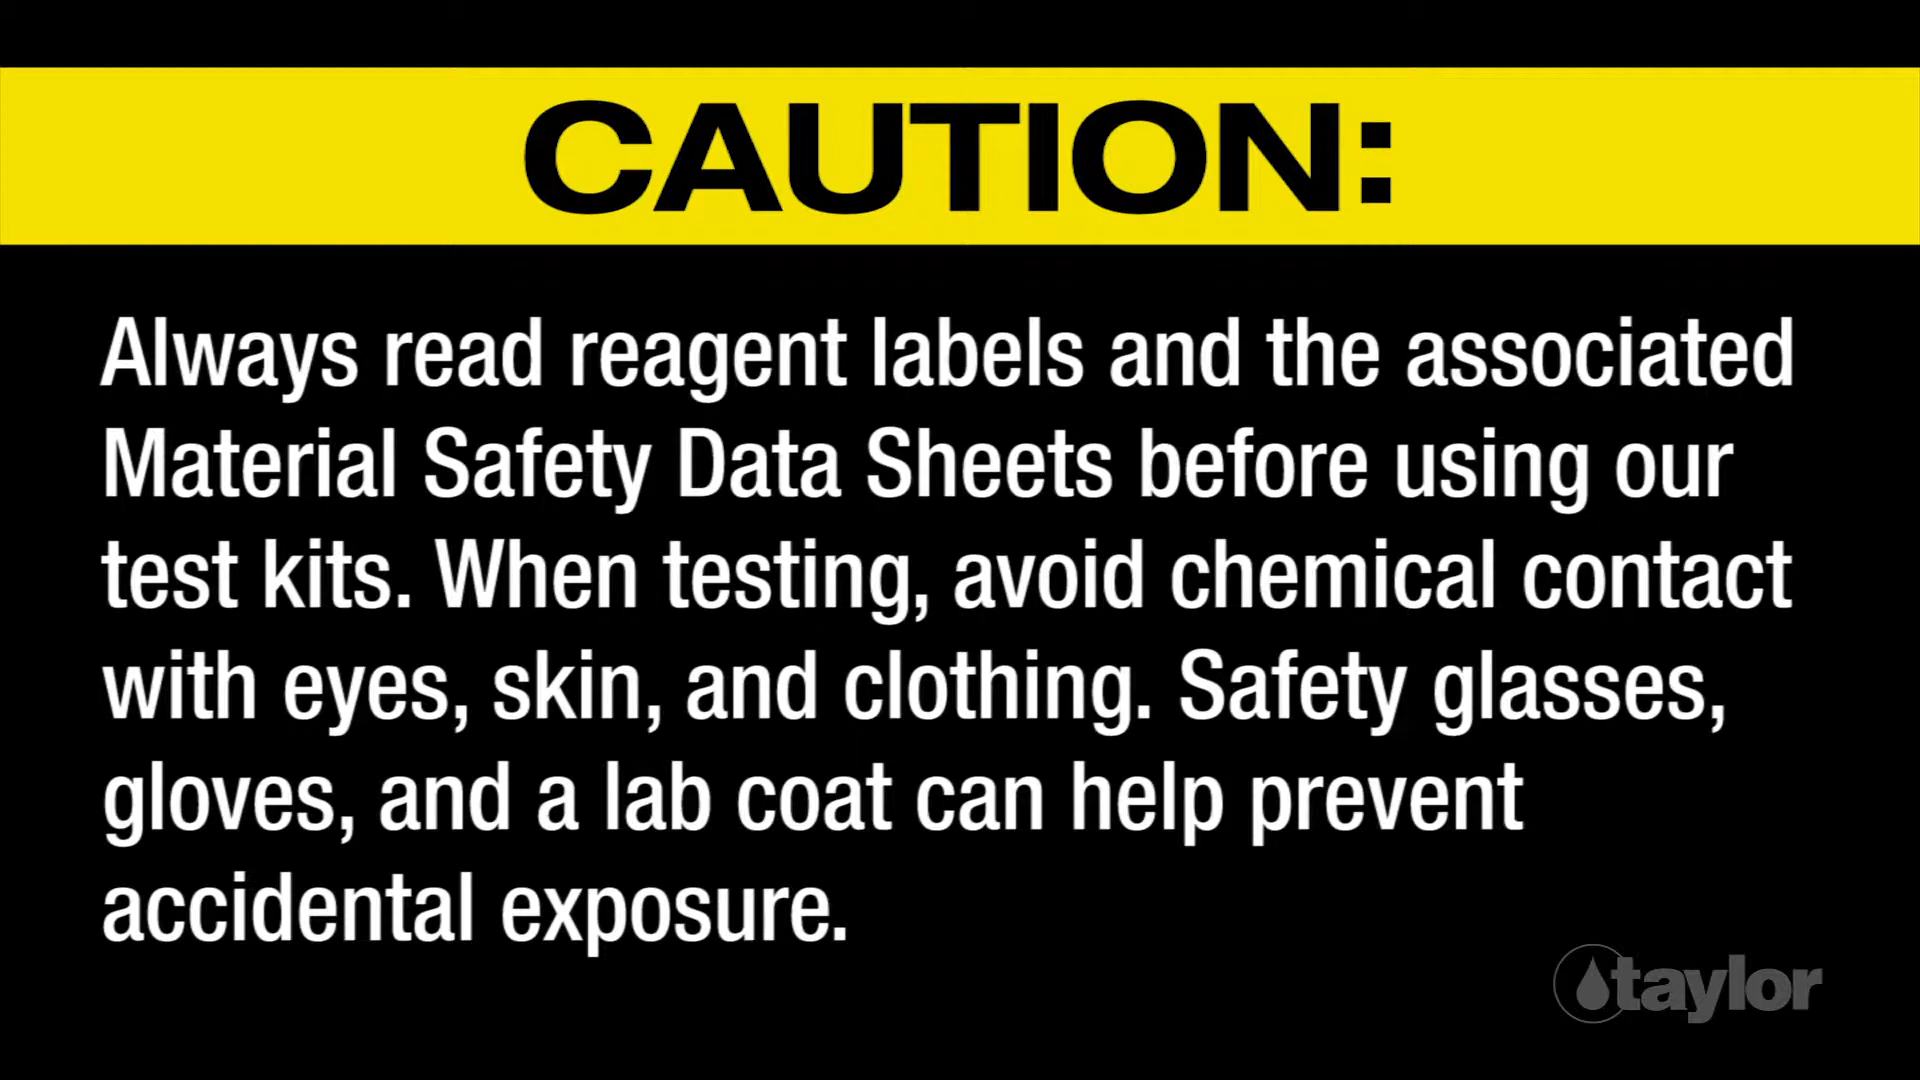 CAUTION:
Always read reagent labels and the associated
Material Safety Data Sheets before using our
test kits. When testing, avoid chemical contact
with eyes, skin, and clothing. Safety glasses,
gloves, and a lab coat can help prevent
accidental exposure.
taylor